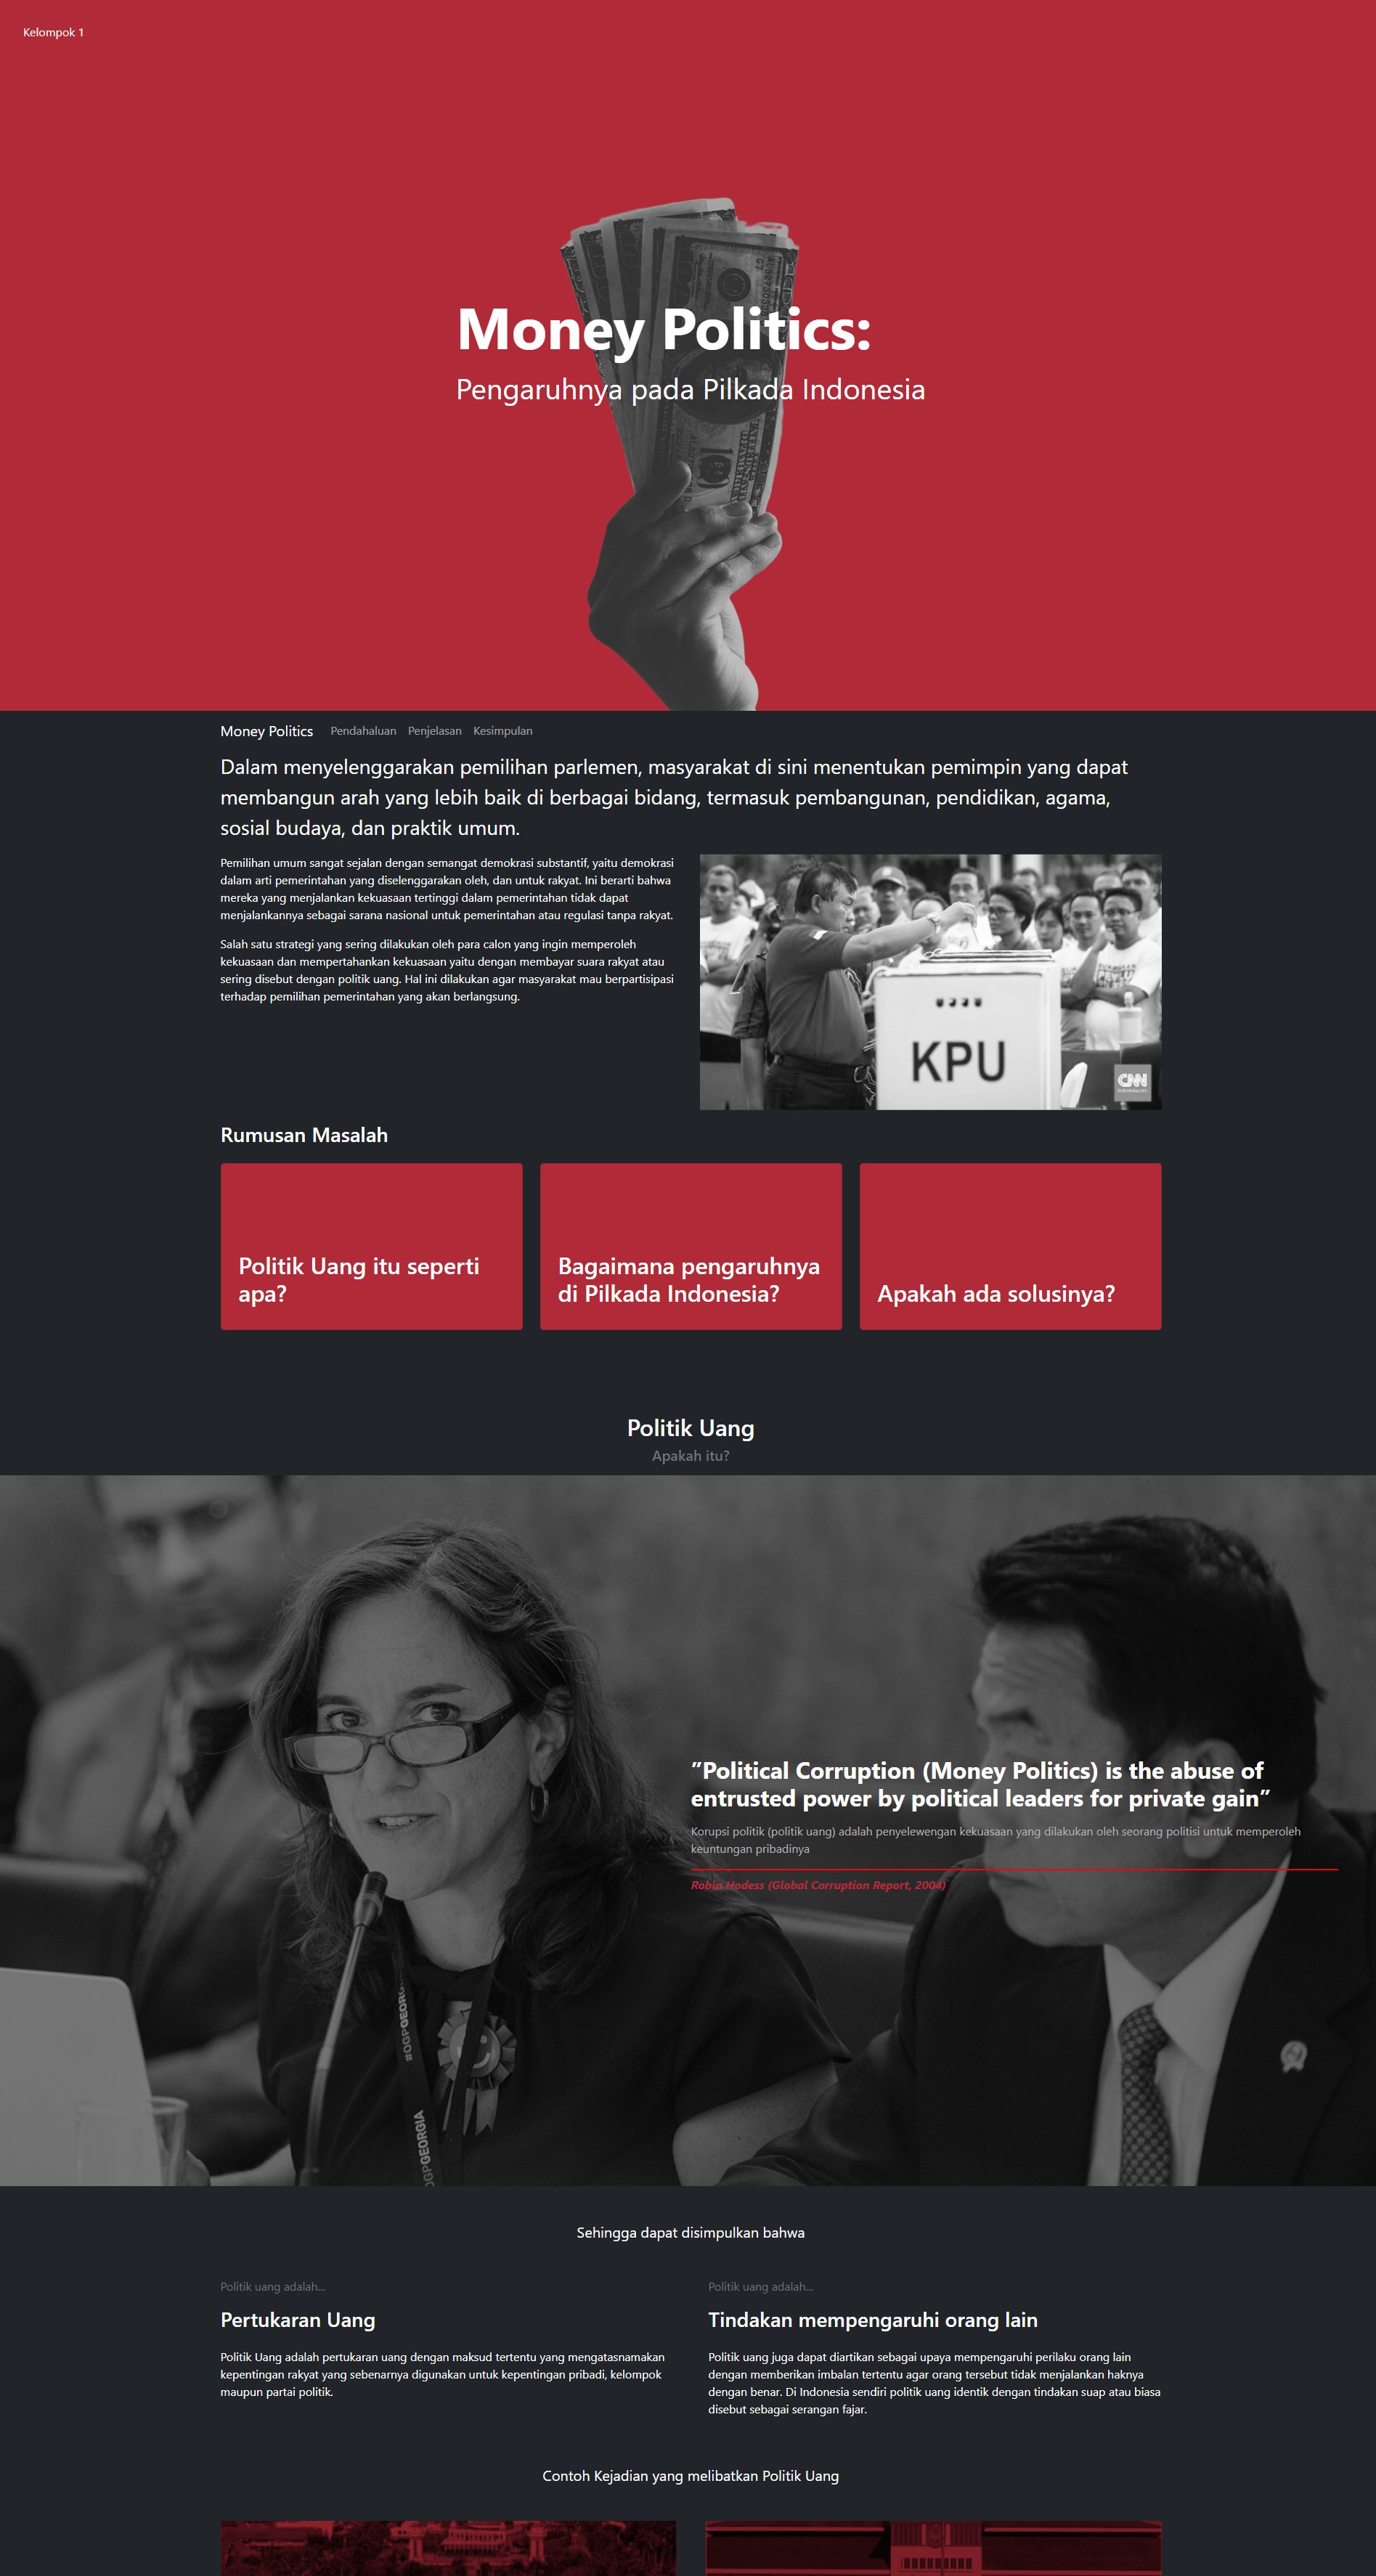 Kelompok 1
Money Politics:
Pengaruhnya pada Pilkada Indonesia
Money Politics Pendahaluan Penjelasan Kesimpulan
Dalam menyelenggarakan pemilihan parlemen, masyarakat di sini menentukan pemimpin yang dapat
membangun arah yang lebih baik di berbagai bidang, termasuk pembangunan, pendidikan, agama,
sosial budaya, dan praktik umum.
Pemilihan umum sangat sejalan dengan semangat demokrasi substantif, yaitu demokrasi
dalam arti pemerintahan yang diselenggarakan oleh, dan untuk rakyat. Ini berarti bahwa
mereka yang menjalankan kekuasaan tertinggi dalam pemerintahan tidak dapat
menjalankannya sebagai sarana nasional untuk pemerintahan atau regulasi tanpa rakyat.
Salah satu strategi yang sering dilakukan oleh para calon yang ingin memperoleh
kekuasaan dan mempertahankan kekuasaan yaitu dengan membayar suara rakyat atau
sering disebut dengan politik uang. Hal ini dilakukan agar masyarakat mau berpartisipasi
terhadap pemilihan pemerintahan yang akan berlangsung.
KPU
CNN
Indonesia.com
Rumusan Masalah
Politik Uang itu seperti
apa?
Bagaimana pengaruhnya
di Pilkada Indonesia?
Apakah ada solusinya?
Politik Uang
Apakah itu?
”Political Corruption (Money Politics) is the abuse of
entrusted power by political leaders for private gain”
Korupsi politik (politik uang) adalah penyelewengan kekuasaan yang dilakukan oleh seorang politisi untuk memperoleh
keuntungan pribadinya
Robin Hodess (Global Corruption Report, 2004)
#OGPGEORG
OGPGEORGIA
Sehingga dapat disimpulkan bahwa
Politik uang adalah...
Pertukaran Uang
Politik Uang adalah pertukaran uang dengan maksud tertentu yang mengatasnamakan
kepentingan rakyat yang sebenarnya digunakan untuk kepentingan pribadi, kelompok
maupun partai politik.
Politik uang adalah...
Tindakan mempengaruhi orang lain
Politik uang juga dapat diartikan sebagai upaya mempengaruhi perilaku orang lain
dengan memberikan imbalan tertentu agar orang tersebut tidak menjalankan haknya
dengan benar. Di Indonesia sendiri politik uang identik dengan tindakan suap atau biasa
disebut sebagai serangan fajar.
Contoh Kejadian yang melibatkan Politik Uang